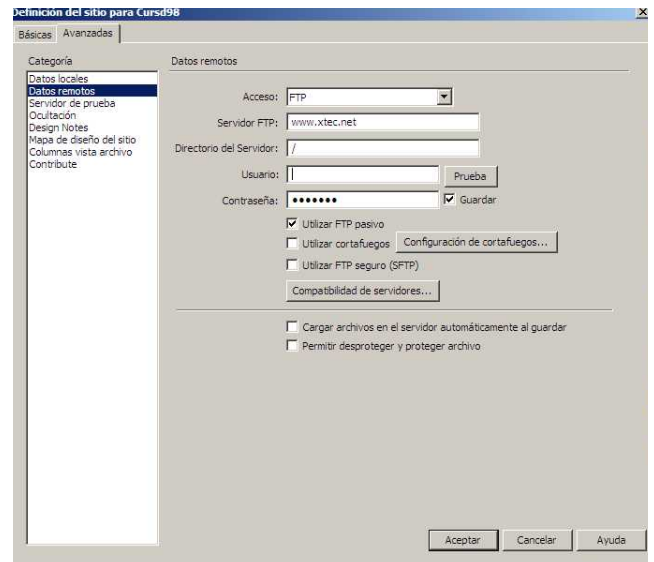 Definición del sitio para Cursd98
Básicas Avanzadas
Categoría
Datos locales
Datos remotos
Servidor de prueba
Ocultación
Design Notes
Mapa de diseño del sitio
Columnas vista archivo
Contribute
Datos remotos
Acceso: FTP
Servidor FTP: www.xtec.net
Directorio del Servidor: /
Usuario: Prueba
Contraseña: ••••••• Guardar
Utilizar FTP pasivo
Utilizar cortafuegos Configuración de cortafuegos...
Utilizar FTP seguro (SFTP)
Compatibilidad de servidores...
Cargar archivos en el servidor automáticamente al guardar
Permitir desproteger y proteger archivo
Aceptar Cancelar Ayuda